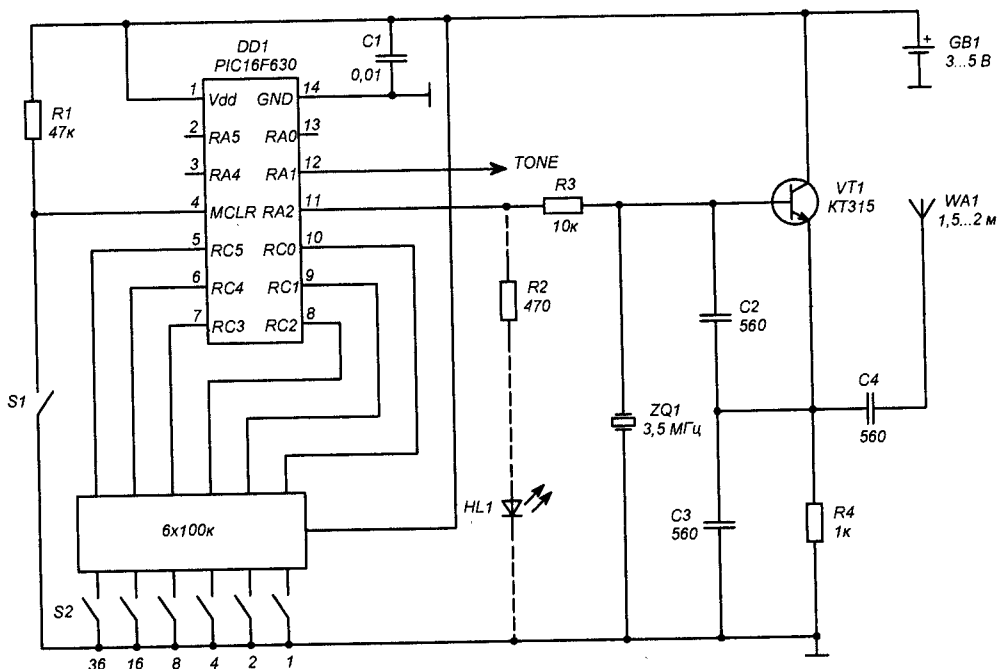 DD1
PIC16F630
C1
0,01
+
GB1
3...5 В
R1
47к
1
Vdd
GND
14
2
RA5
RA0
13
3
RA4
RA1
12
TONE
4
MCLR
RA2
11
R3
10к
VT1
КТ315
WA1
1,5...2 м
5
RC5
RC0
10
6
RC4
RC1
9
7
RC3
RC2
8
R2
470
C2
560
S1
ZQ1
3,5 МГц
C4
560
HL1
C3
560
R4
1к
6х100к
S2
36
16
8
4
2
1